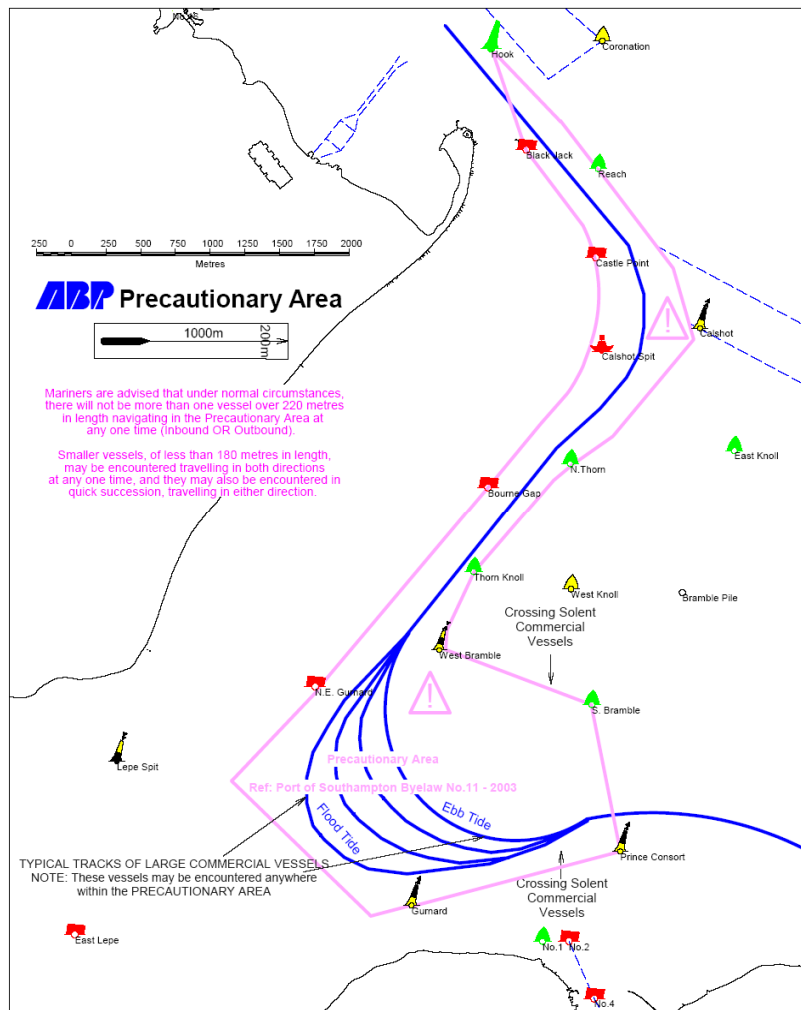 Hook
Coronation
Black Jack
Reach
250 0 250 500 750 1000 1250 1500 1750 2000
Metres
Castle Point
ABP Precautionary Area
1000m
200m
Calshot
Calshot Spit
Mariners are advised that under normal circumstances,
there will not be more than one vessel over 220 metres
in length navigating in the Precautionary Area at
any one time (Inbound OR Outbound).
Smaller vessels, of less than 180 metres in length,
may be encountered travelling in both directions
at any one time, and they may also be encountered in
quick succession, travelling in either direction.
East Knoll
N.Thorn
Bourne Gap
Thorn Knoll
West Knoll
Bramble Pile
Crossing Solent
Commercial
Vessels
West Bramble
N.E. Gurnard
S. Bramble
!
!
Lepe Spit
Precautionary Area
Ref: Port of Southampton Byelaw No.11 - 2003
Ebb Tide
Flood Tide
TYPICAL TRACKS OF LARGE COMMERCIAL VESSELS
NOTE: These vessels may be encountered anywhere
within the PRECAUTIONARY AREA
Prince Consort
Crossing Solent
Commercial
Vessels
Gurnard
East Lepe
No.1
No.2
No.4